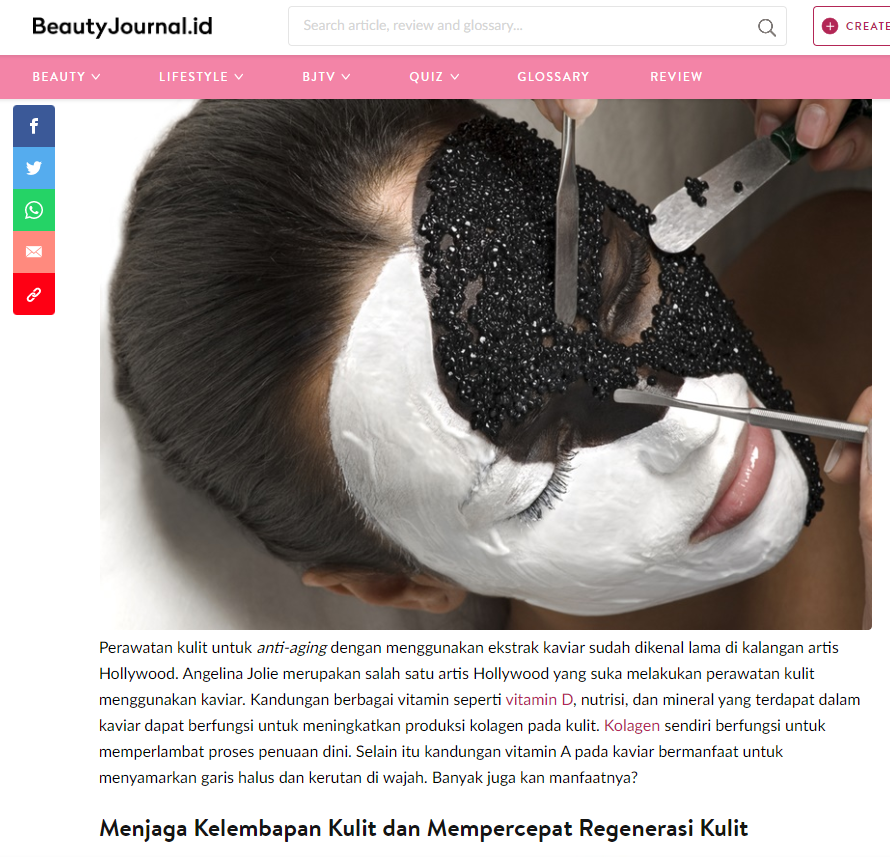 BeautyJournal.id
Search article, review and glossary...
CREATE
BEAUTY
LIFESTYLE
BJTV
QUIZ
GLOSSARY
REVIEW
Perawatan kulit untuk anti-aging dengan menggunakan ekstrak kaviar sudah dikenal lama di kalangan artis
Hollywood. Angelina Jolie merupakan salah satu artis Hollywood yang suka melakukan perawatan kulit
menggunakan kaviar. Kandungan berbagai vitamin seperti vitamin D, nutrisi, dan mineral yang terdapat dalam
kaviar dapat berfungsi untuk meningkatkan produksi kolagen pada kulit. Kolagen sendiri berfungsi untuk
memperlambat proses penuaan dini. Selain itu kandungan vitamin A pada kaviar bermanfaat untuk
menyamarkan garis halus dan kerutan di wajah. Banyak juga kan manfaatnya?
Menjaga Kelembapan Kulit dan Mempercepat Regenerasi Kulit